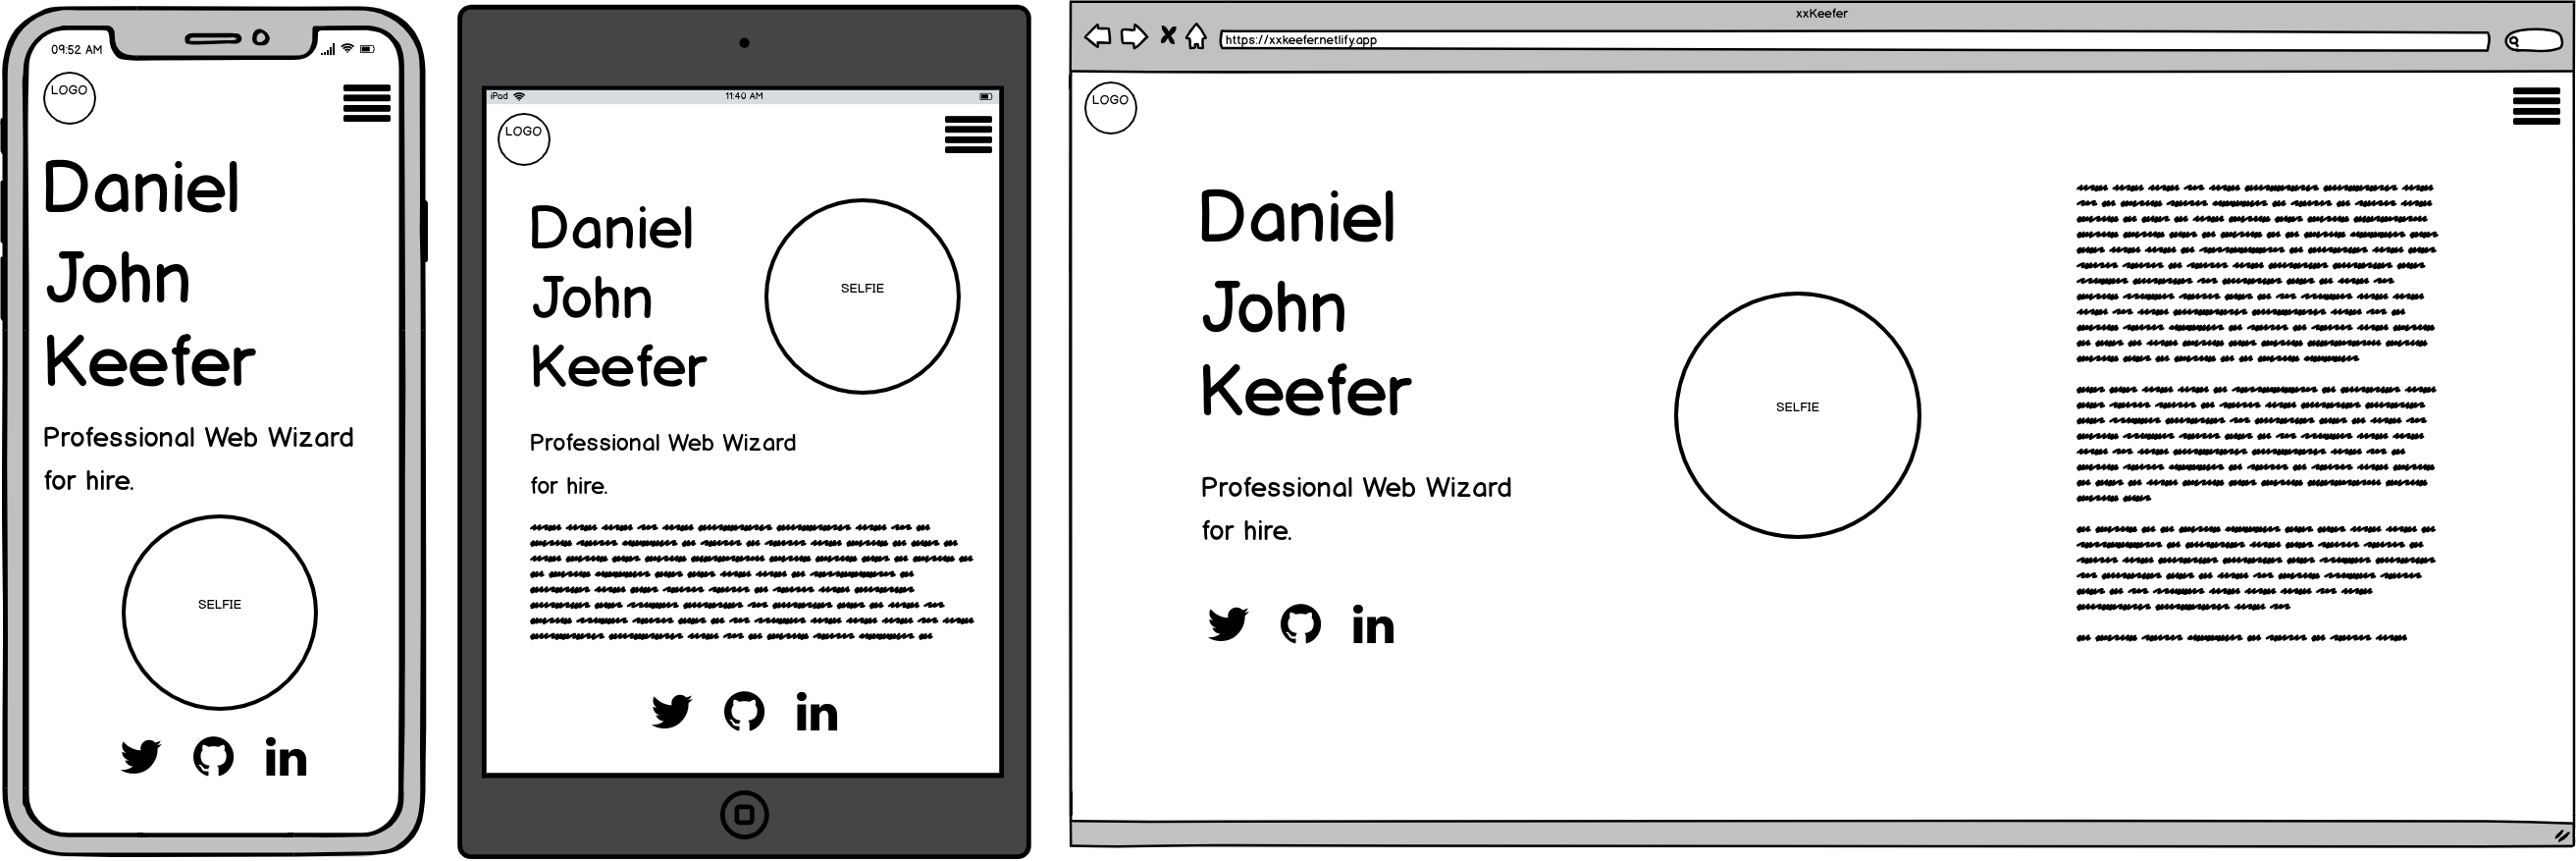 09:52 AM
LOGO
Daniel
John
Keefer
Professional Web Wizard
for hire.
SELFIE
in
iPad
11:40 AM
LOGO
Daniel
John
Keefer
SELFIE
Professional Web Wizard
for hire.
in
xxKeefer
https://xxkeefer.netlify.app
LOGO
Daniel
John
Keefer
SELFIE
Professional Web Wizard
for hire.
in